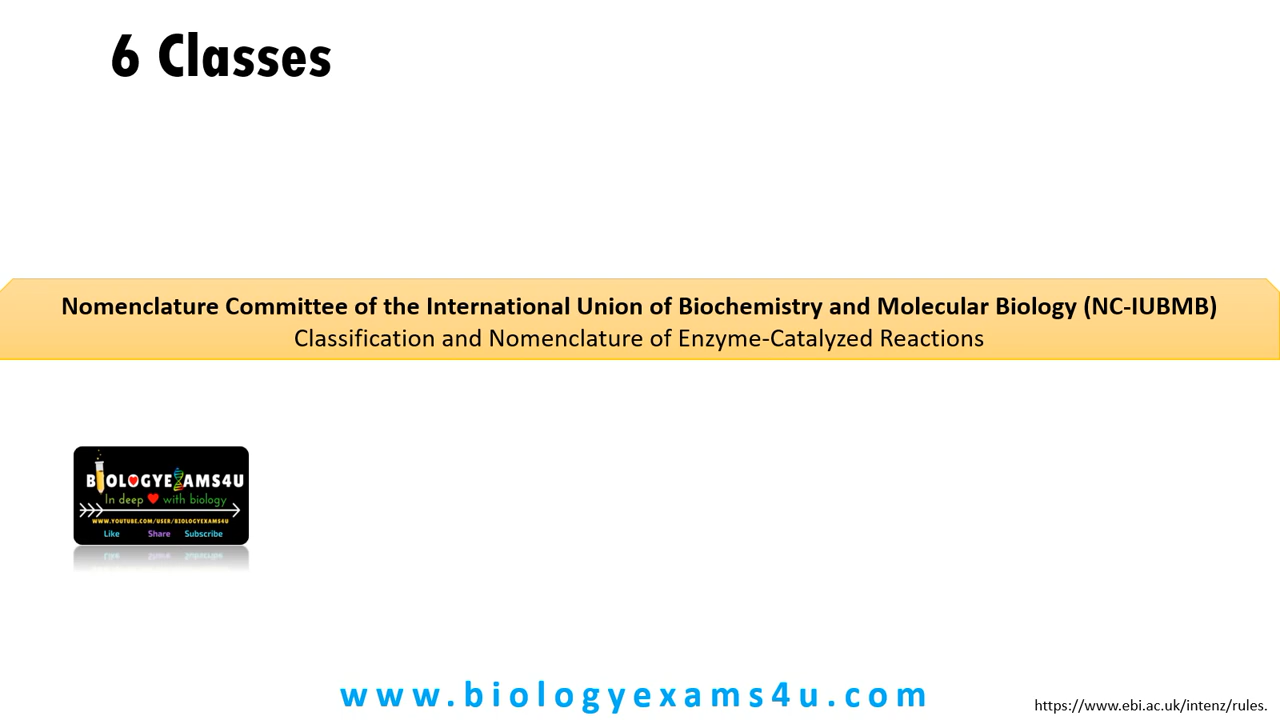 6 Classes
Nomenclature Committee of the International Union of Biochemistry and Molecular Biology (NC-IUBMB)
Classification and Nomenclature of Enzyme-Catalyzed Reactions
BIOLOGYEXAMS4U
In deep with biology
WWW.YOUTUBE.COM/USER/BIOLOGYEXAMS4U
Like Share Subscribe
www.biologyexams4u.com
https://www.ebi.ac.uk/intenz/rules.